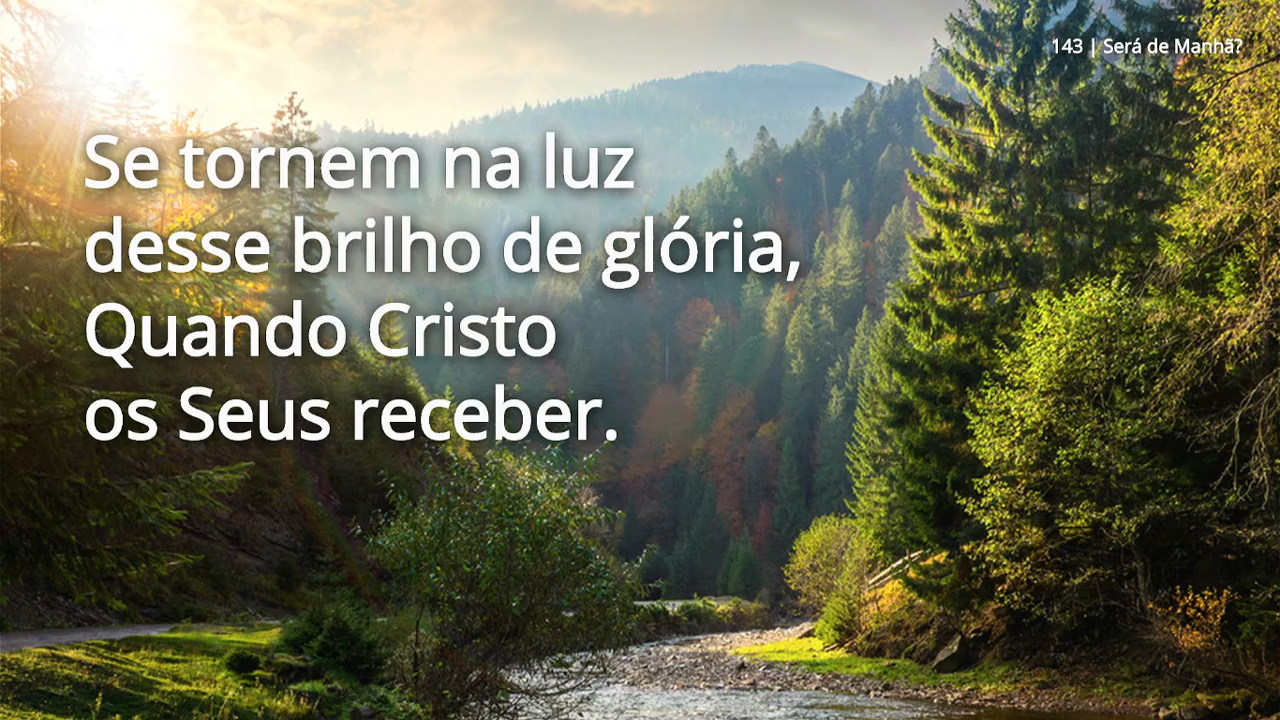 143 | Será de Manhã?
Se tornem na luz
desse brilho de glória,
Quando Cristo
os Seus receber.